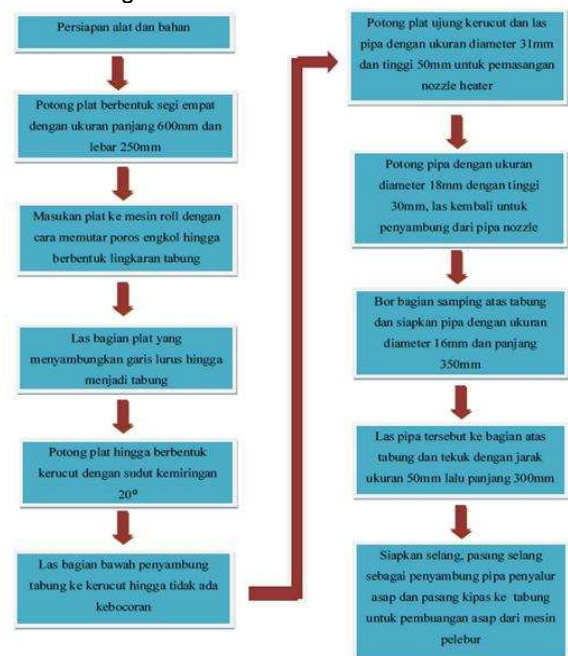 Persiapan alat dan bahan
Potong plat berbentuk segi empat
dengan ukuran panjang 600mm dan
lebar 250mm
Masukan plat ke mesin roll dengan
cara memutar poros engkol hingga
berbentuk lingkaran tabung
Las bagian plat yang
menyambungkan garis lurus hingga
menjadi tabung
Potong plat hingga berbentuk
kerucut dengan sudut kemiringan
20°
Las bagian bawah penyambung
tabung ke kerucut hingga tidak ada
kebocoran
Potong plat ujung kerucut dan las
pipa dengan ukuran diameter 31mm
dan tinggi 50mm untuk pemasangan
nozzle heater
Potong pipa dengan ukuran
diameter 18mm dengan tinggi
30mm, las kembali untuk
penyambung dari pipa nozzle
Bor bagian samping atas tabung
dan siapkan pipa dengan ukuran
diameter 16mm dan panjang
350mm
Las pipa tersebut ke bagian atas
tabung dan tekuk dengan jarak
ukuran 50mm lalu panjang 300mm
Siapkan selang, pasang selang
sebagai penyambung pipa penyalur
asap dan pasang kipas ke tabung
untuk pembuangan asap dari mesin
pelebur